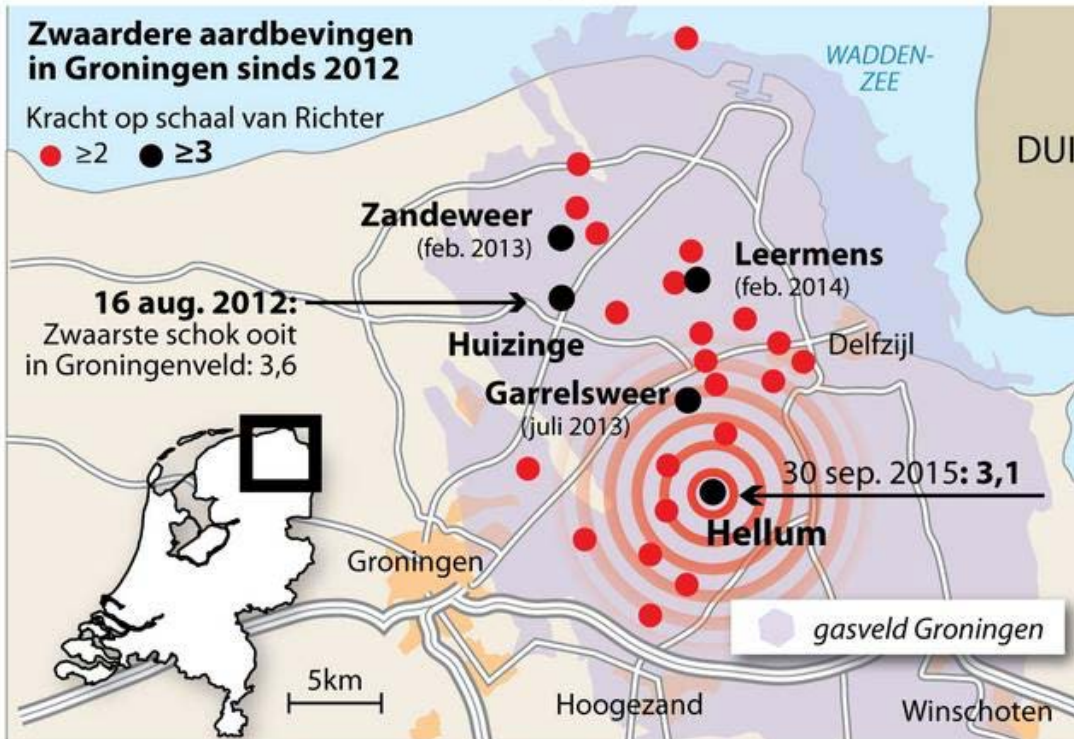 Zwaardere aardbevingen
in Groningen sinds 2012
Kracht op schaal van Richter
≥2 ≥3
WADDEN-
ZEE
DUI
Zandeweer
(feb. 2013)
Leermens
(feb. 2014)
16 aug. 2012:
Zwaarste schok ooit
in Groningenveld: 3,6
Huizinge
Delfzijl
Garrelsweer
(juli 2013)
30 sep. 2015: 3,1
Hellum
Groningen
gasveld Groningen
5km
Hoogezand
Winschoten